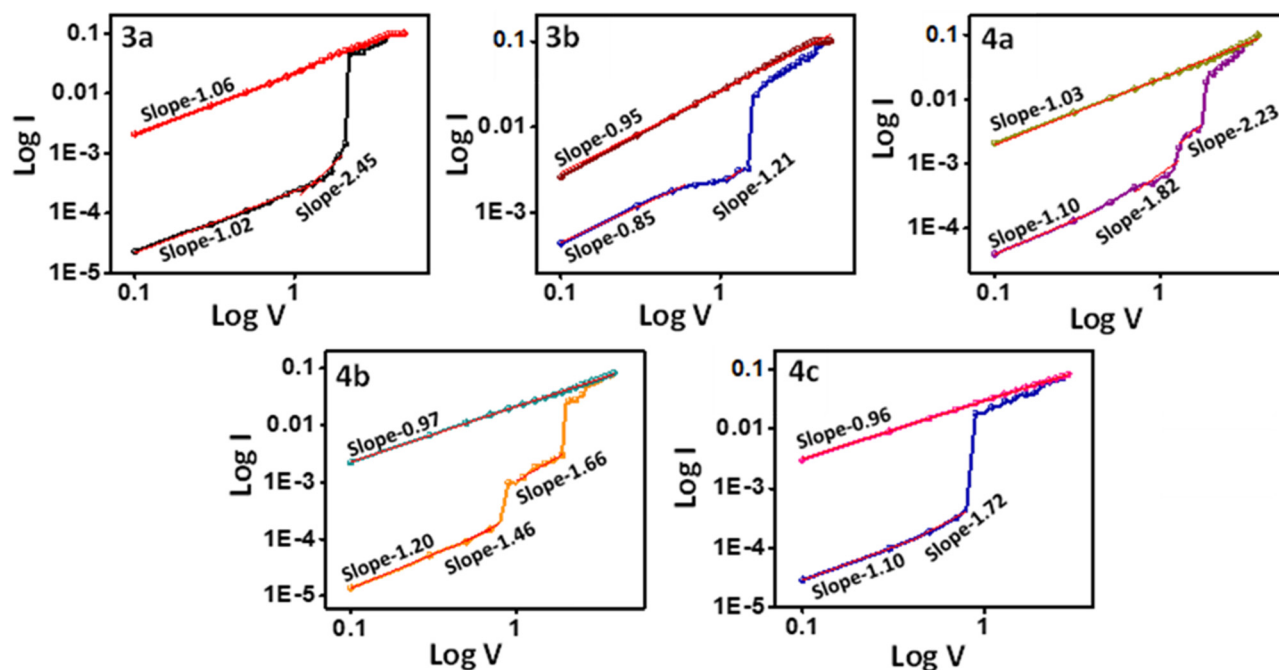 3a
0.1
0.01
1E-3
1E-4
1E-5
Log I
Slope-1.06
Slope-1.02
Slope-2.45
0.1
1
Log V
3b
0.1
0.01
1E-3
Log I
Slope-0.95
Slope-0.85
Slope-1.21
0.1
1
Log V
4a
0.1
0.01
1E-3
1E-4
Log I
Slope-1.03
Slope-1.10
Slope-1.82
Slope-2.23
0.1
1
Log V
4b
0.1
0.01
1E-3
1E-4
1E-5
Log I
Slope-0.97
Slope-1.20
Slope-1.46
Slope-1.66
0.1
1
Log V
4c
0.1
0.01
1E-3
1E-4
1E-5
Log I
Slope-0.96
Slope-1.10
Slope-1.72
0.1
1
Log V